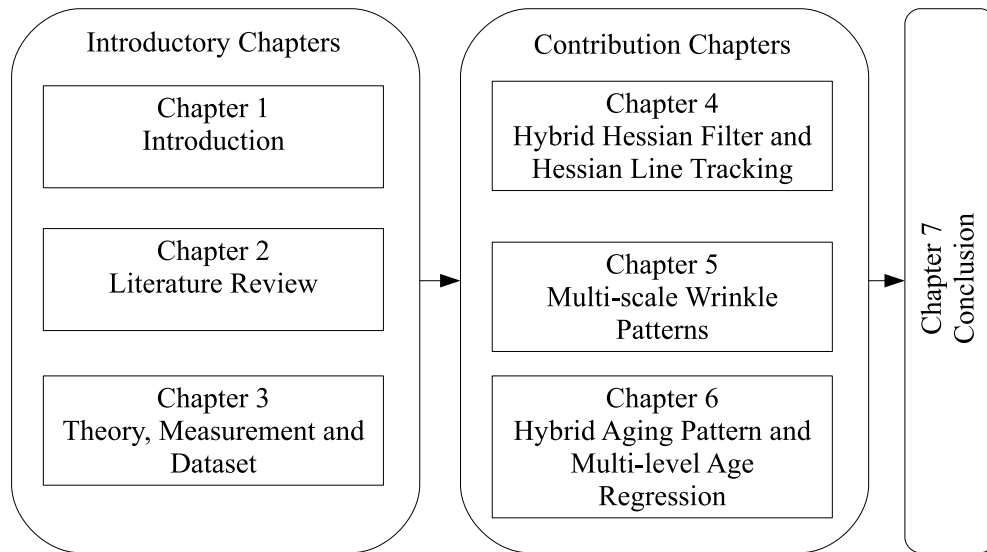 Introductory Chapters
Chapter 1
Introduction
Chapter 2
Literature Review
Chapter 3
Theory, Measurement and
Dataset
Contribution Chapters
Chapter 4
Hybrid Hessian Filter and
Hessian Line Tracking
Chapter 5
Multi-scale Wrinkle
Patterns
Chapter 6
Hybrid Aging Pattern and
Multi-level Age
Regression
Chapter 7
Conclusion